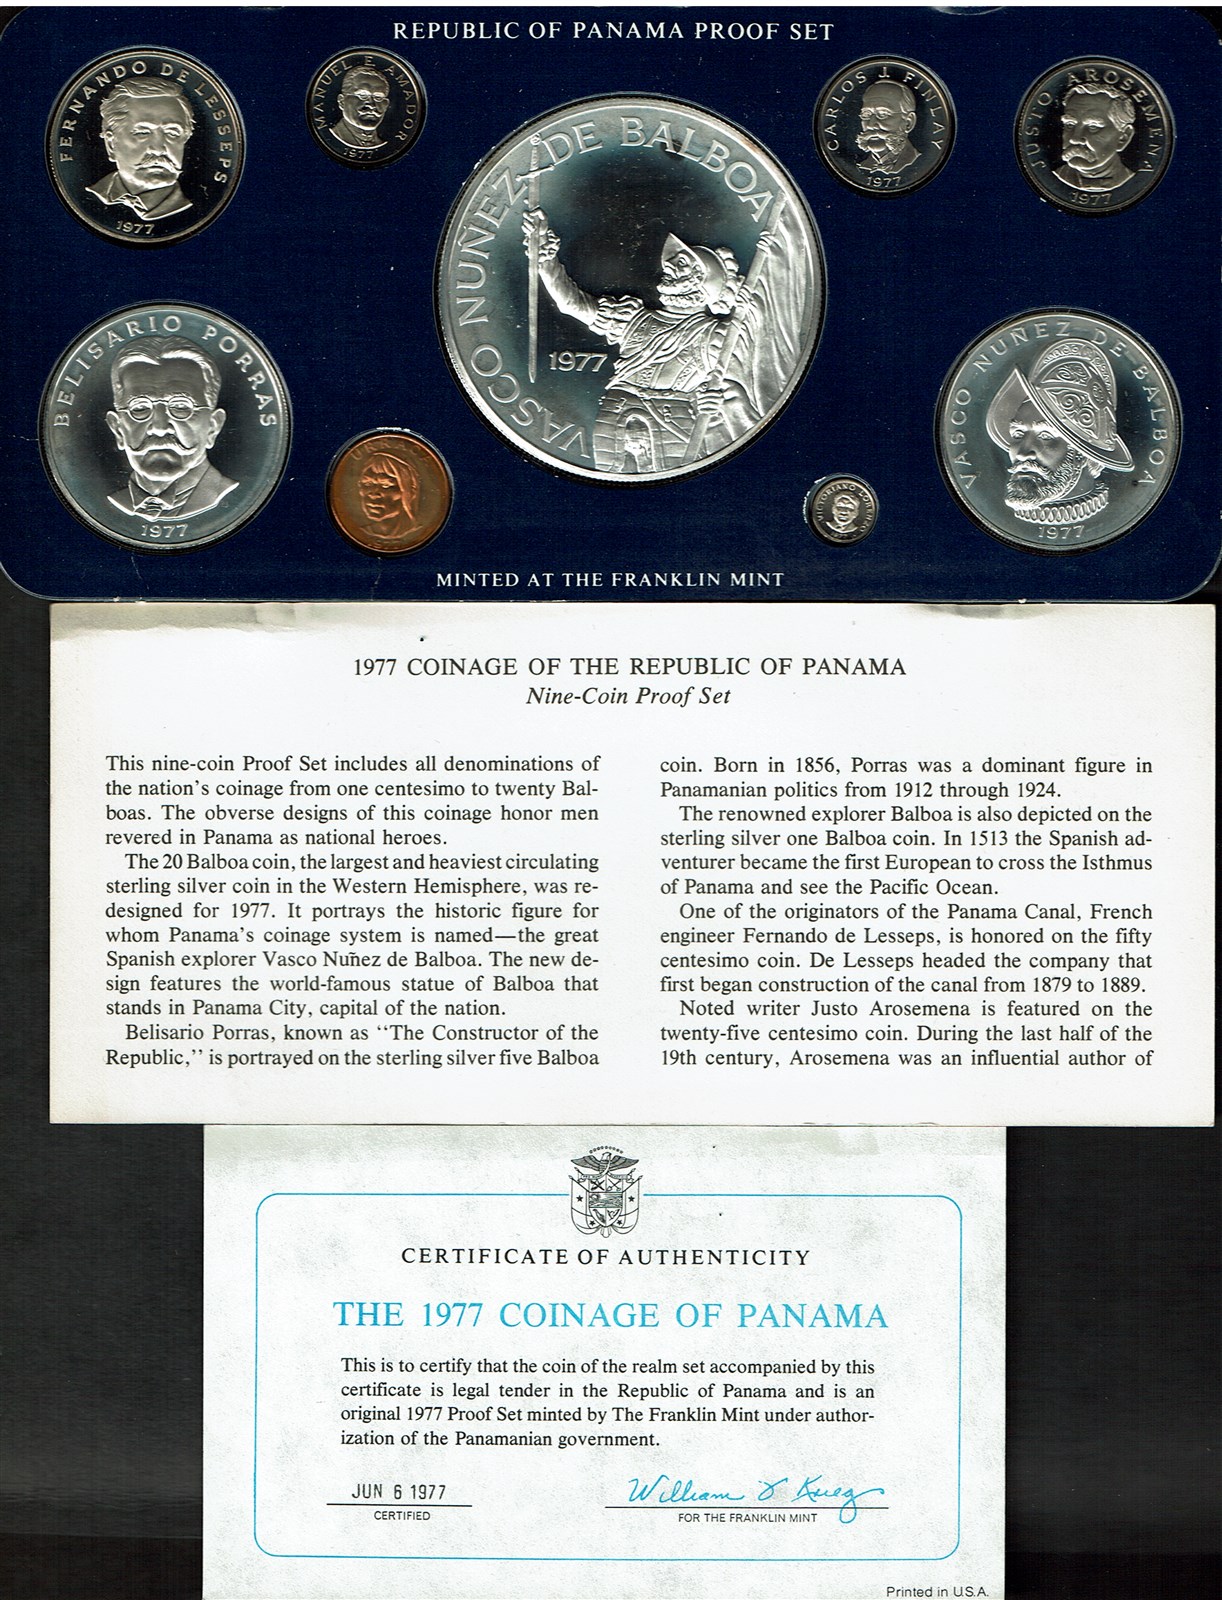 REPUBLIC OF PANAMA PROOF SET
FERNANDO DE LESSEPS
1977
MANUEL E. AMADOR
1977
VASCO NUÑEZ DE BALBOA
1977
CARLOS J. FINLAY
1977
JUSTO AROSEMENA
1977
BELISARIO PORRAS
1977
URRACA
VICTORIANO LORENZO
1977
VASCO NUÑEZ DE BALBOA
1977
MINTED AT THE FRANKLIN MINT
1977 COINAGE OF THE REPUBLIC OF PANAMA
Nine-Coin Proof Set
This nine-coin Proof Set includes all denominations of
the nation's coinage from one centesimo to twenty Bal-
boas. The obverse designs of this coinage honor men
revered in Panama as national heroes.
The 20 Balboa coin, the largest and heaviest circulating
sterling silver coin in the Western Hemisphere, was re-
designed for 1977. It portrays the historic figure for
whom Panama's coinage system is named—the great
Spanish explorer Vasco Nuñez de Balboa. The new de-
sign features the world-famous statue of Balboa that
stands in Panama City, capital of the nation.
Belisario Porras, known as “The Constructor of the
Republic,” is portrayed on the sterling silver five Balboa
coin. Born in 1856, Porras was a dominant figure in
Panamanian politics from 1912 through 1924.
The renowned explorer Balboa is also depicted on the
sterling silver one Balboa coin. In 1513 the Spanish ad-
venturer became the first European to cross the Isthmus
of Panama and see the Pacific Ocean.
One of the originators of the Panama Canal, French
engineer Fernando de Lesseps, is honored on the fifty
centesimo coin. De Lesseps headed the company that
first began construction of the canal from 1879 to 1889.
Noted writer Justo Arosemena is featured on the
twenty-five centesimo coin. During the last half of the
19th century, Arosemena was an influential author of
CERTIFICATE OF AUTHENTICITY
THE 1977 COINAGE OF PANAMA
This is to certify that the coin of the realm set accompanied by this
certificate is legal tender in the Republic of Panama and is an
original 1977 Proof Set minted by The Franklin Mint under author-
ization of the Panamanian government.
JUN 6 1977
CERTIFIED
William J Krieg
FOR THE FRANKLIN MINT
Printed in U.S.A.